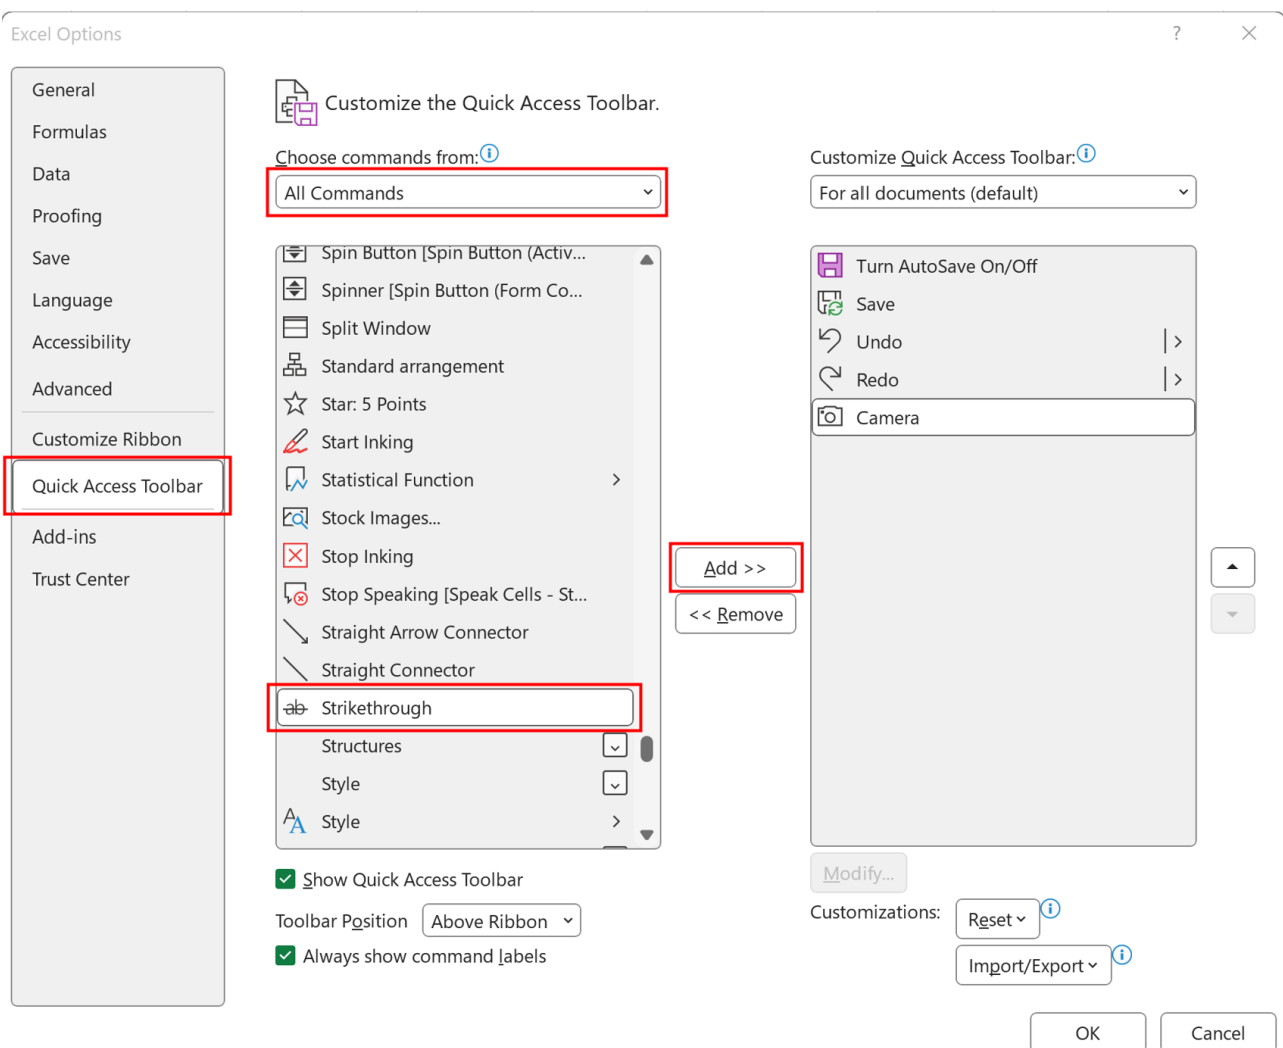 Excel Options
?
General
Formulas
Data
Proofing
Save
Language
Accessibility
Advanced
Customize Ribbon
Quick Access Toolbar
Add-ins
Trust Center
Customize the Quick Access Toolbar.
Choose commands from:
All Commands
Spin Button [Spin Button (Activ...
Spinner [Spin Button (Form Co...
Split Window
Standard arrangement
Star: 5 Points
Start Inking
Statistical Function
Stock Images...
Stop Inking
Stop Speaking [Speak Cells - St...
Straight Arrow Connector
Straight Connector
Strikethrough
Structures
Style
Style
Show Quick Access Toolbar
Toolbar Position Above Ribbon
Always show command labels
Add >>
<< Remove
Customize Quick Access Toolbar:
For all documents (default)
Turn AutoSave On/Off
Save
Undo
Redo
Camera
Modify...
Customizations: Reset
Import/Export
OK Cancel